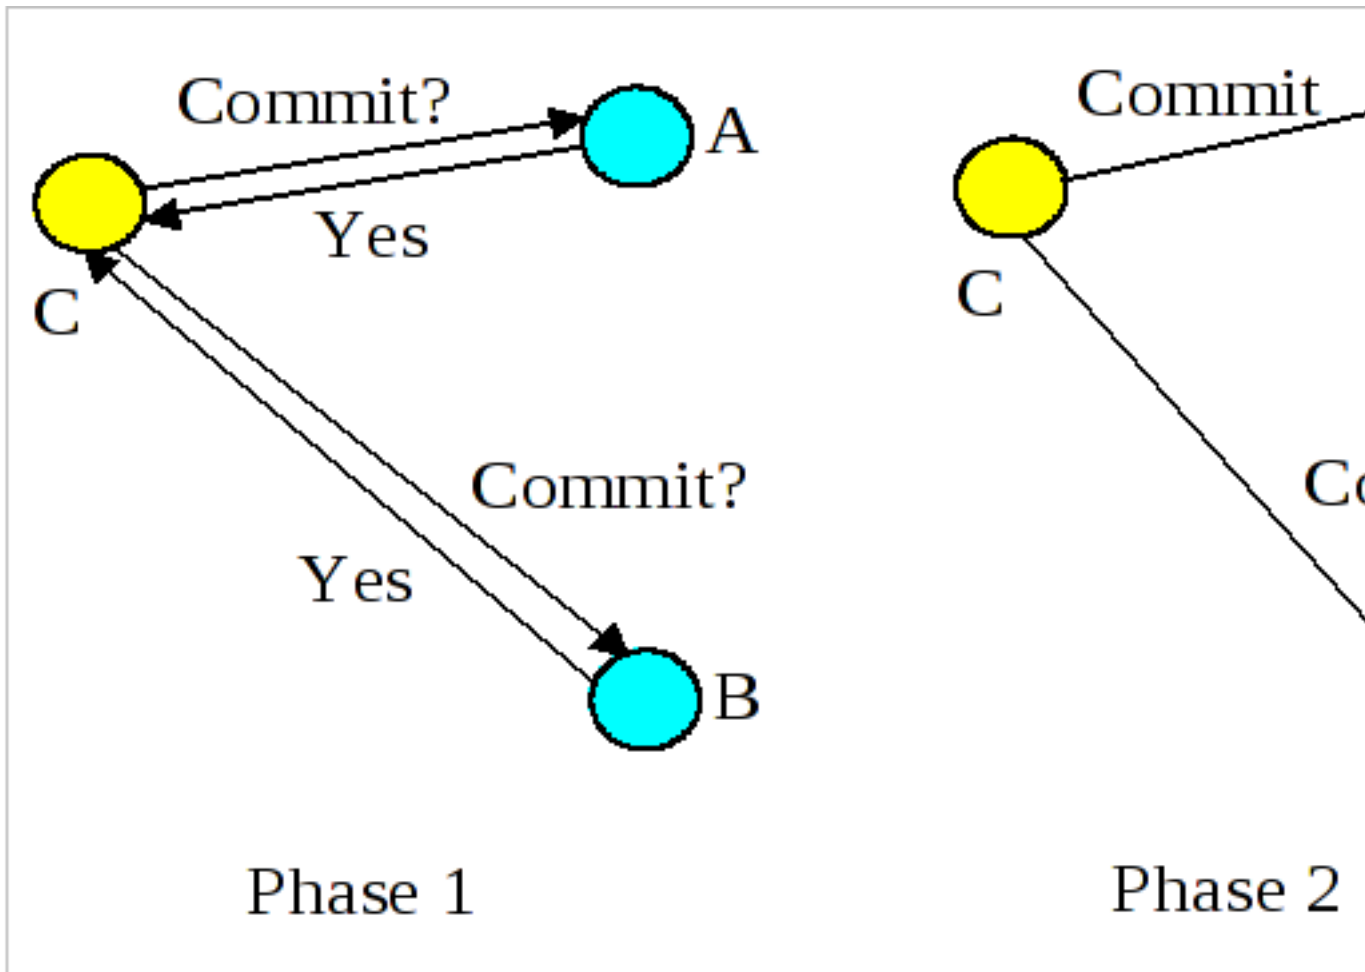 Commit?
A
Yes
C
Commit?
Yes
B
Phase 1
Commit
C
Phase 2